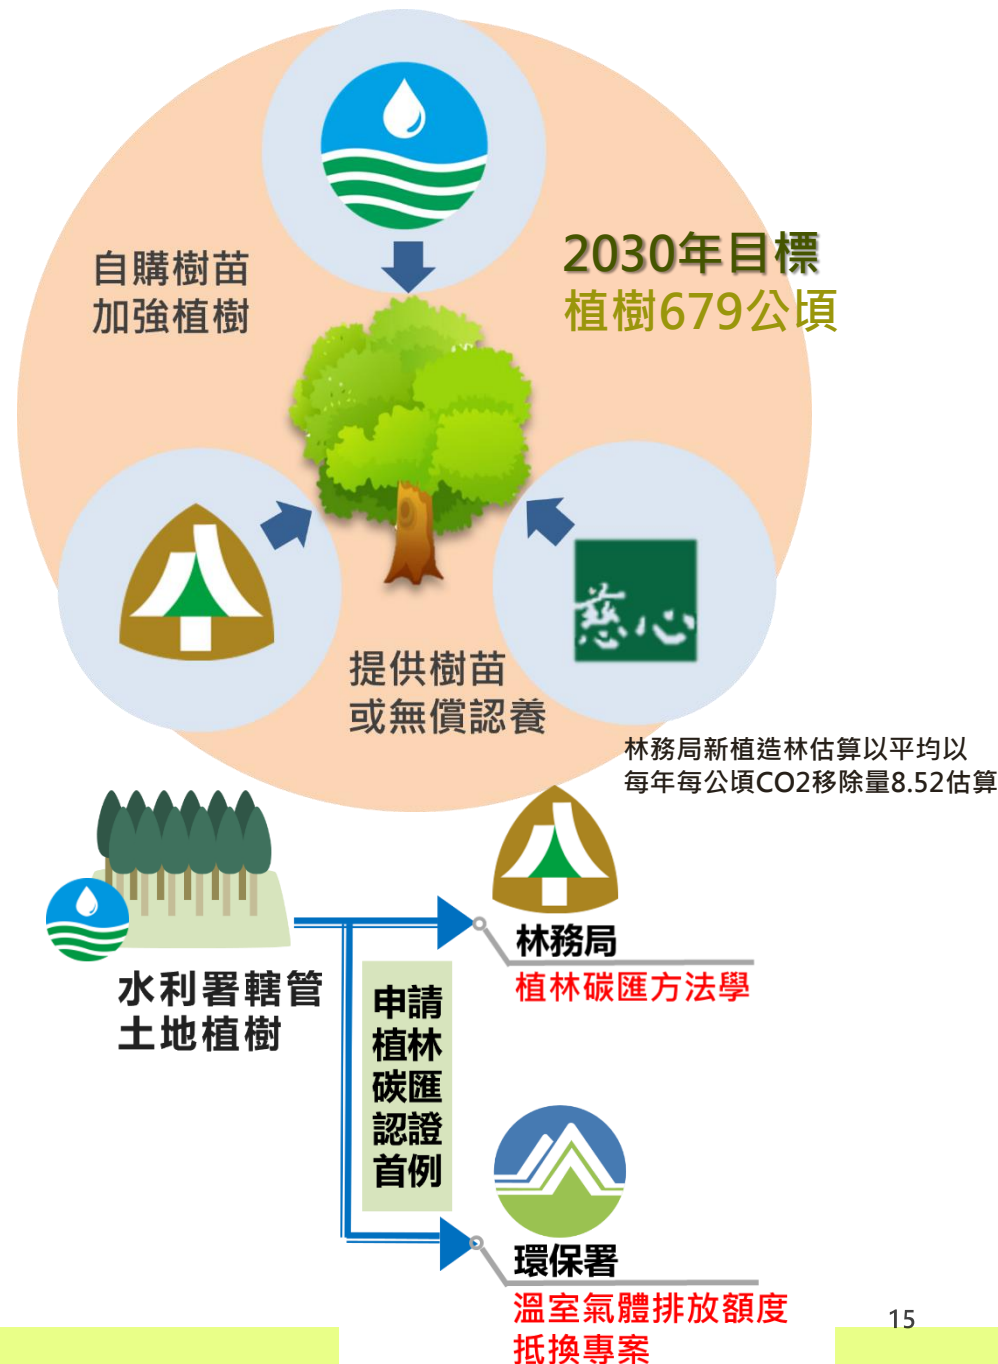 自購樹苗
加強植樹
2030年目標
植樹679公頃
慈心
提供樹苗
或無償認養
林務局新植造林估算以平均以
每年每公頃CO2移除量8.52估算
水利署轄管
土地植樹
申請
植林
碳匯
認證
首例
林務局
植林碳匯方法學
環保署
溫室氣體排放額度
抵換專案
15